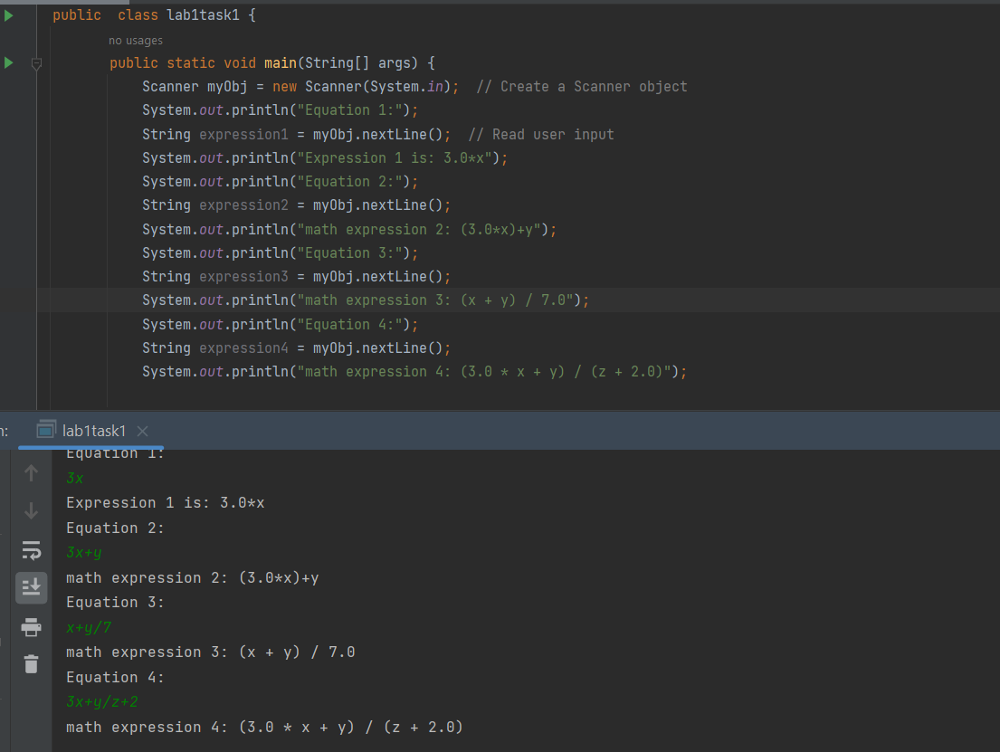 public class lab1task1 {
no usages
public static void main(String[] args) {
Scanner myObj = new Scanner(System.in); // Create a Scanner object
System.out.println("Equation 1:");
String expression1 = myObj.nextLine(); // Read user input
System.out.println("Expression 1 is: 3.0*x");
System.out.println("Equation 2:");
String expression2 = myObj.nextLine();
System.out.println("math expression 2: (3.0*x)+y");
System.out.println("Equation 3:");
String expression3 = myObj.nextLine();
System.out.println("math expression 3: (x + y) / 7.0");
System.out.println("Equation 4:");
String expression4 = myObj.nextLine();
System.out.println("math expression 4: (3.0 * x + y) / (z + 2.0)");
lab1task1
Equation 1:
3x
Expression 1 is: 3.0*x
Equation 2:
3x+y
math expression 2: (3.0*x)+y
Equation 3:
x+y/7
math expression 3: (x + y) / 7.0
Equation 4:
3x+y/z+2
math expression 4: (3.0 * x + y) / (z + 2.0)